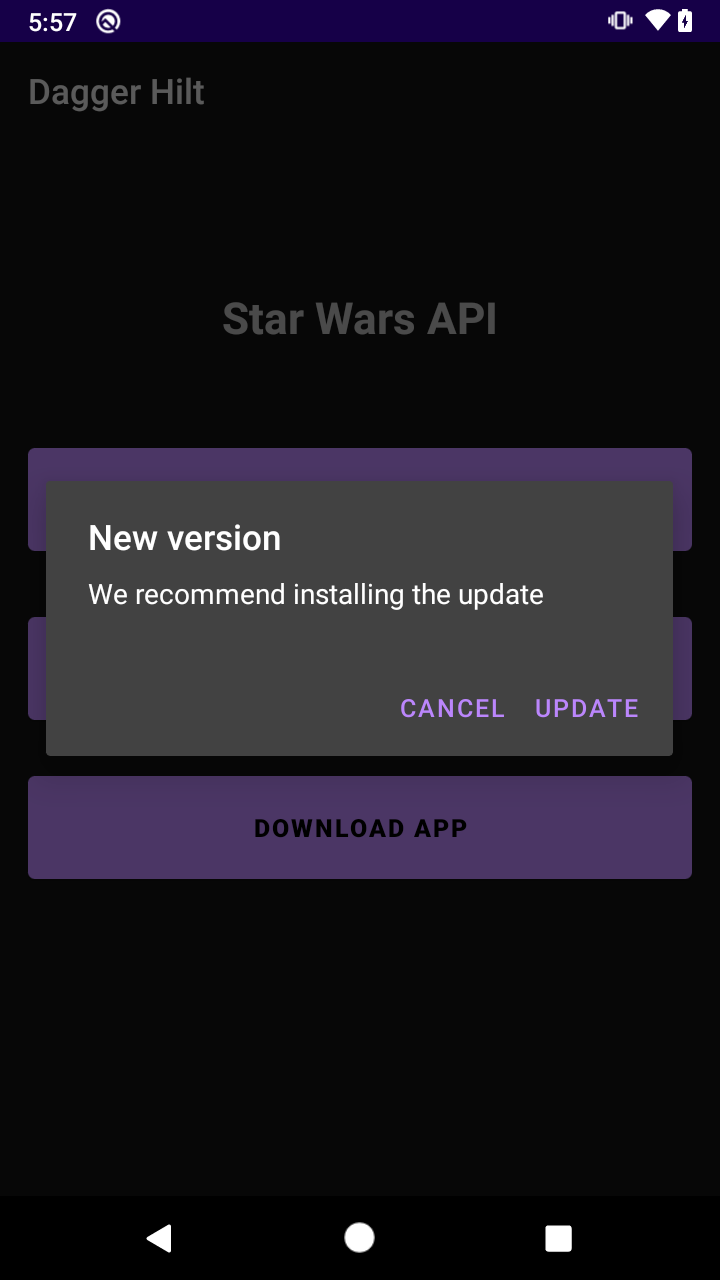 5:57
Dagger Hilt
Star Wars API
New version
We recommend installing the update
CANCEL UPDATE
DOWNLOAD APP